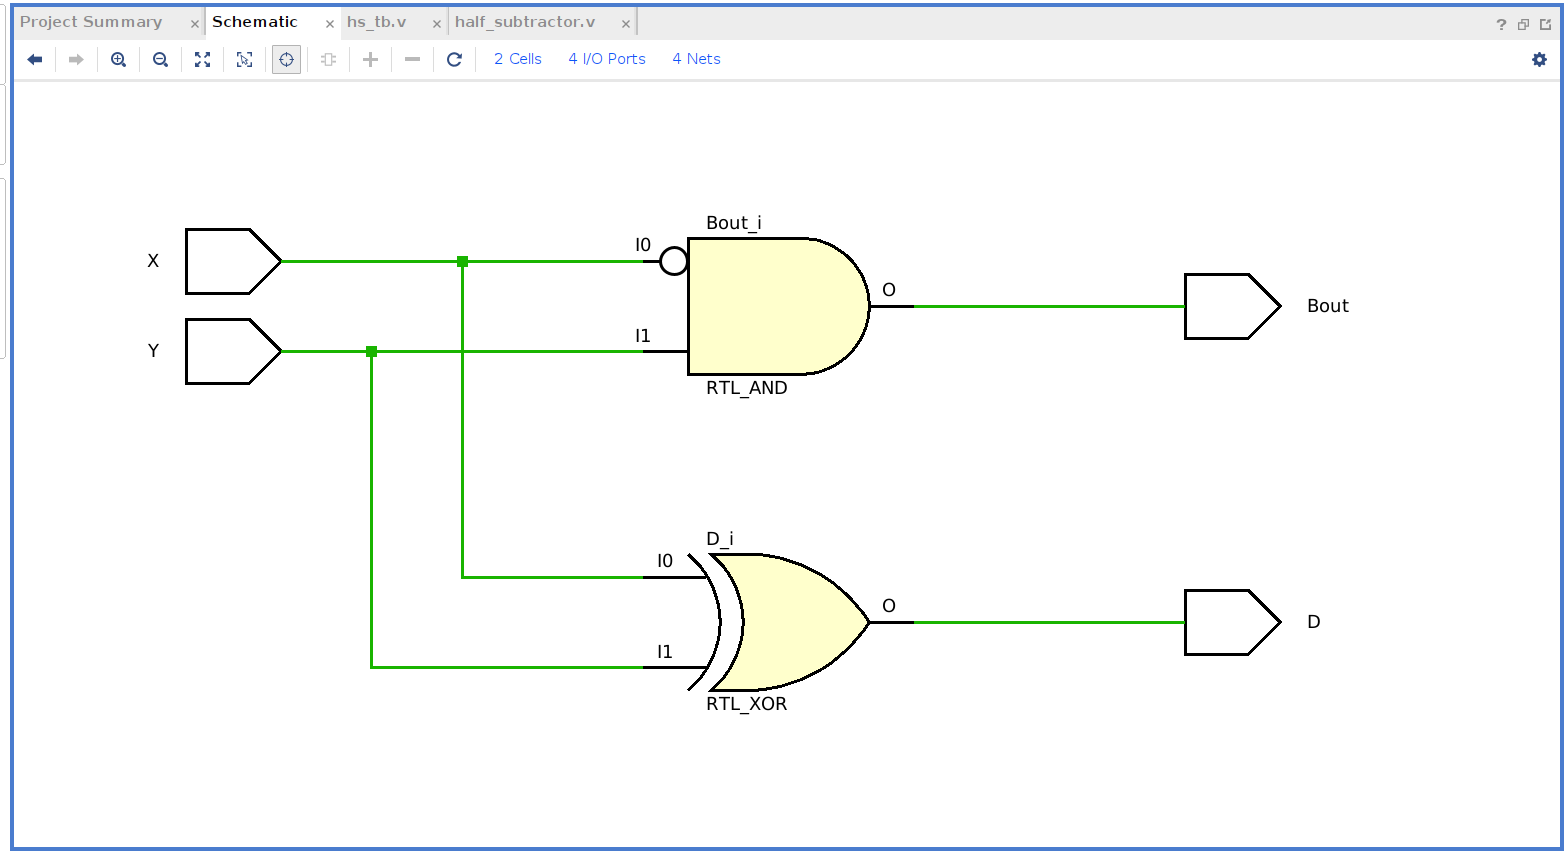 Project Summary × Schematic × hs_tb.v × half_subtractor.v × ?
2 Cells 4 I/O Ports 4 Nets
Bout_i
X
I0
O
Bout
Y
I1
RTL_AND
D_i
I0
O
D
I1
RTL_XOR